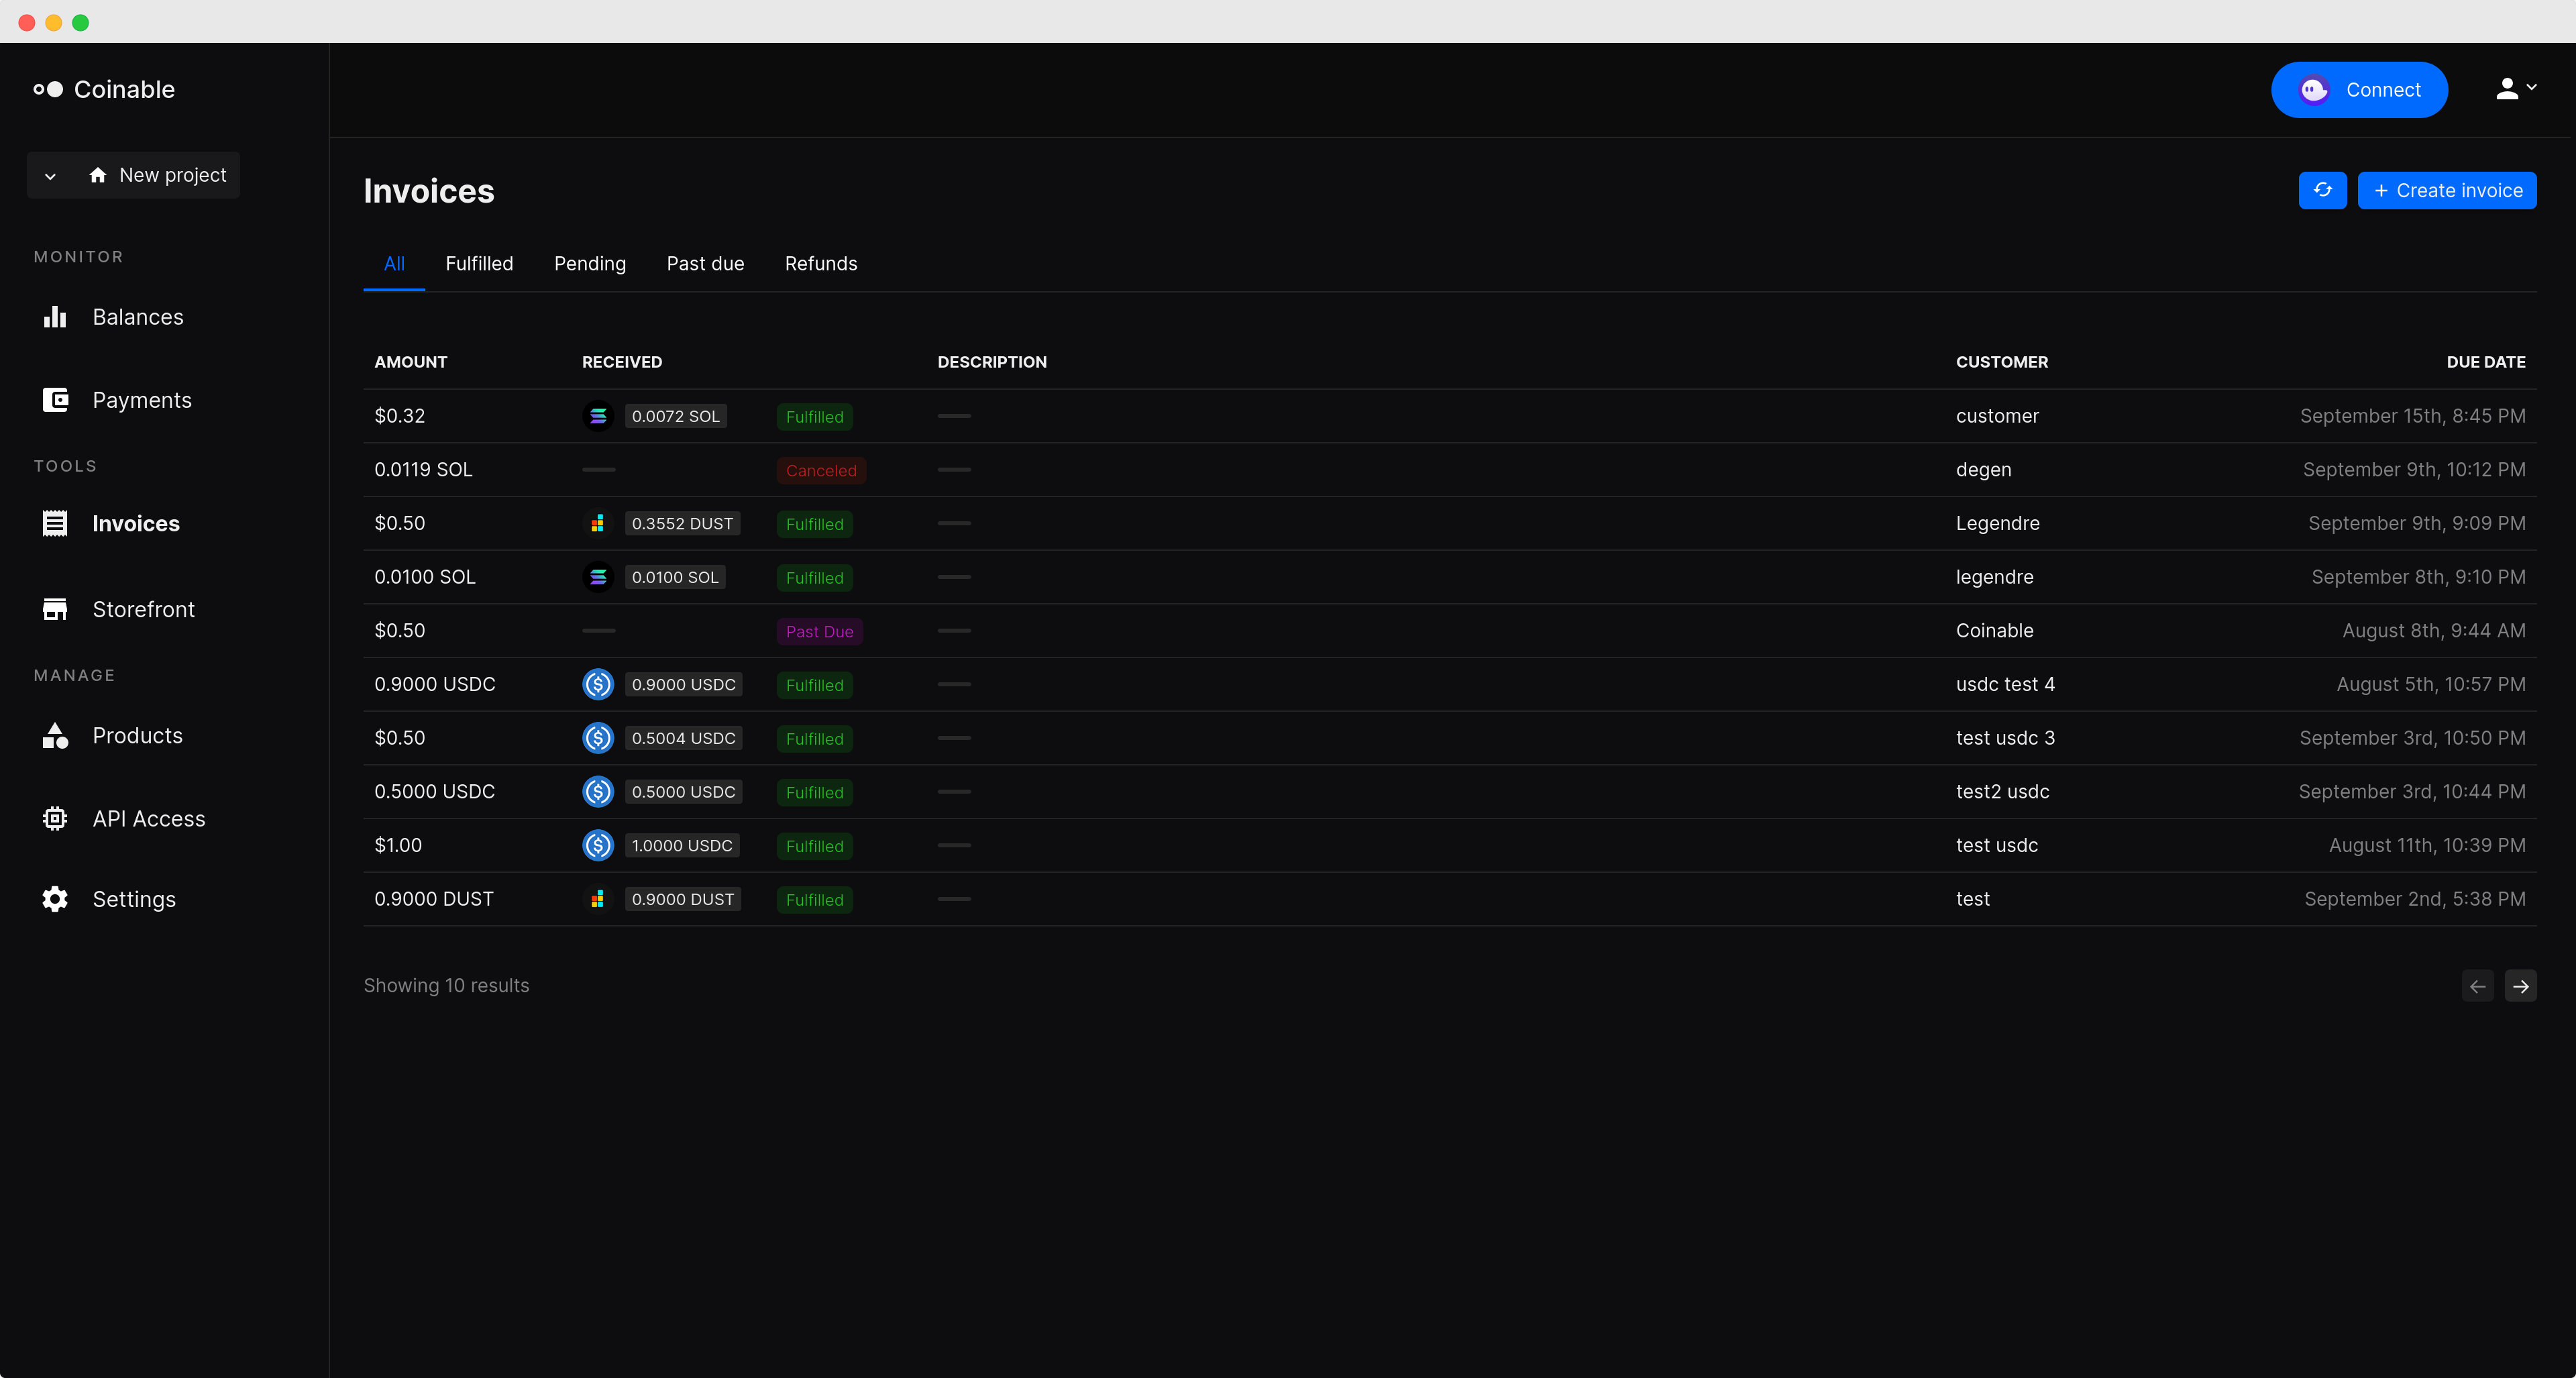 Coinable
Connect
New project
Invoices
Create invoice
MONITOR
All Fulfilled Pending Past due Refunds
Balances
Payments
TOOLS
Invoices
Storefront
MANAGE
Products
API Access
Settings
AMOUNT RECEIVED DESCRIPTION CUSTOMER DUE DATE
$0.32 0.0072 SOL Fulfilled customer September 15th, 8:45 PM
0.0119 SOL Canceled degen September 9th, 10:12 PM
$0.50 0.3552 DUST Fulfilled Legendre September 9th, 9:09 PM
0.0100 SOL 0.0100 SOL Fulfilled legendre September 8th, 9:10 PM
$0.50 Past Due Coinable August 8th, 9:44 AM
0.9000 USDC 0.9000 USDC Fulfilled usdc test 4 August 5th, 10:57 PM
$0.50 0.5004 USDC Fulfilled test usdc 3 September 3rd, 10:50 PM
0.5000 USDC 0.5000 USDC Fulfilled test2 usdc September 3rd, 10:44 PM
$1.00 1.0000 USDC Fulfilled test usdc August 11th, 10:39 PM
0.9000 DUST 0.9000 DUST Fulfilled test September 2nd, 5:38 PM
Showing 10 results